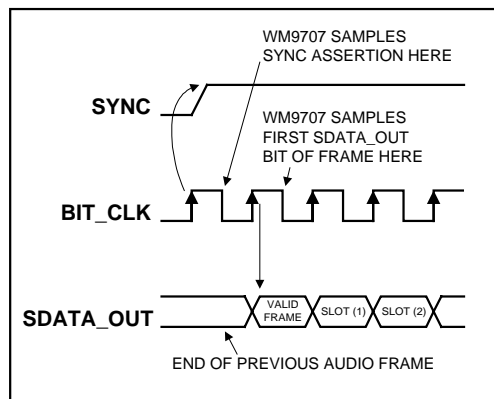 WM9707 SAMPLES
SYNC ASSERTION HERE
SYNC
WM9707 SAMPLES
FIRST SDATA_OUT
BIT OF FRAME HERE
BIT_CLK
SDATA_OUT
VALID
FRAME
SLOT (1)
SLOT (2)
END OF PREVIOUS AUDIO FRAME